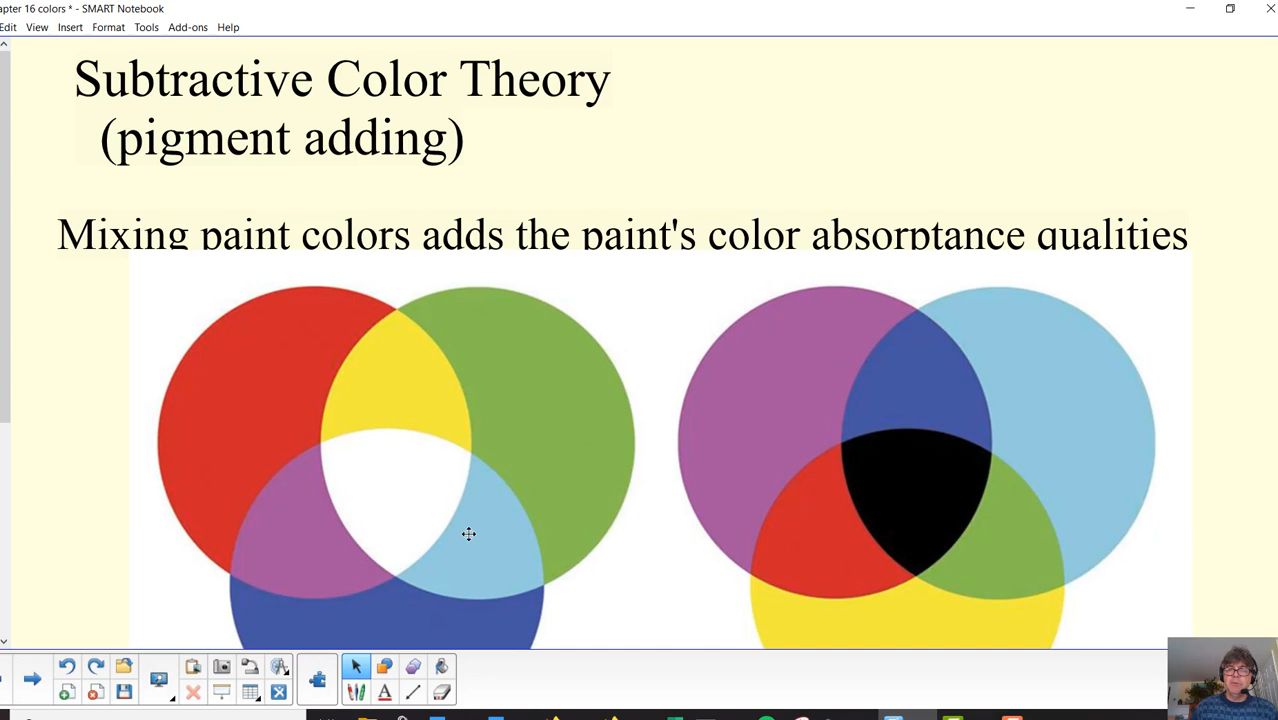 apter 16 colors *  - SMART Notebook
Edit View Insert Format Tools Add-ons Help
Subtractive Color Theory
(pigment adding)
Mixing paint colors adds the paint's color absorptance qualities